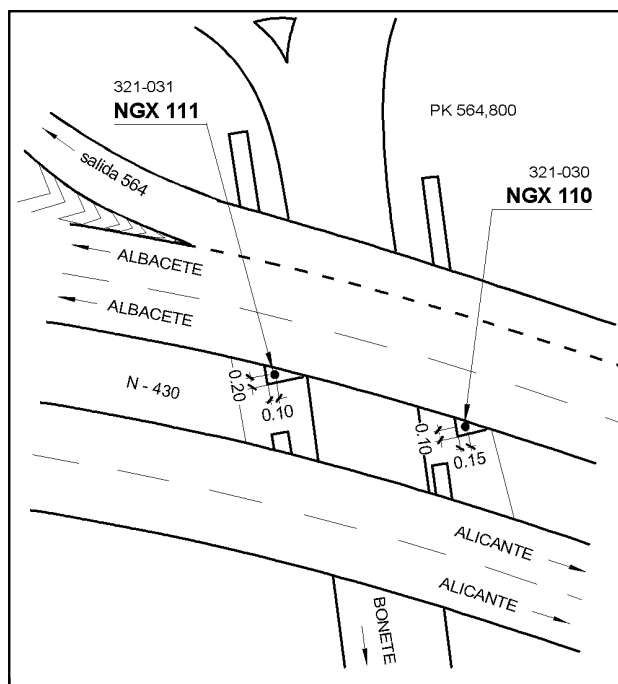 321-031
NGX 111
PK 564,800
salida 564
321-030
NGX 110
ALBACETE
ALBACETE
N - 430
0.20
0.10
0.10
0.15
ALICANTE
ALICANTE
BONETE